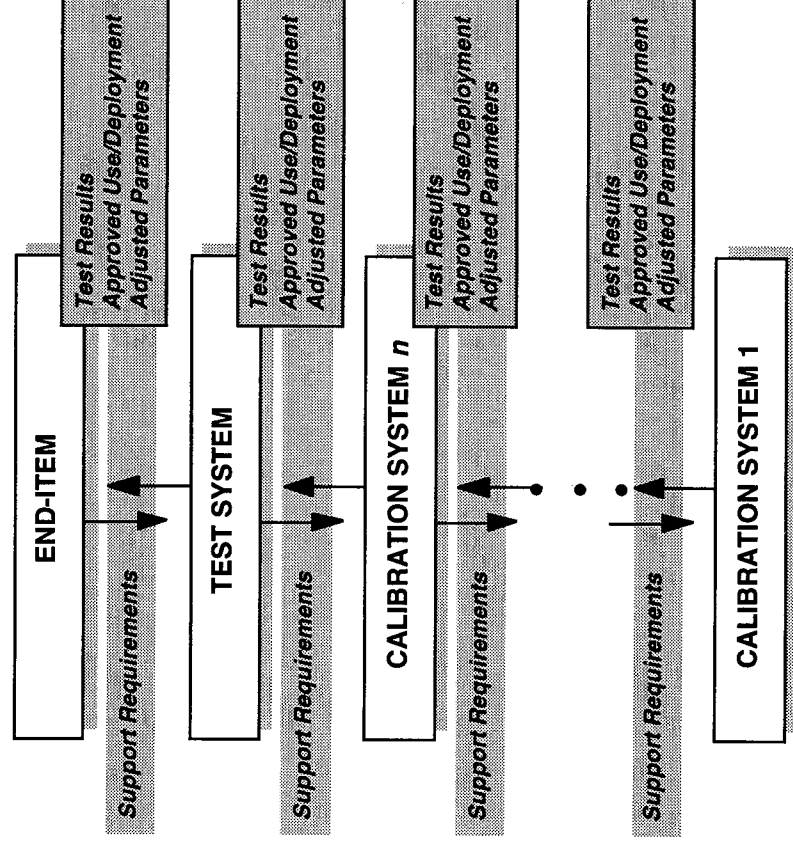 END-ITEM
Support Requirements
Test Results
Approved Use/Deployment
Adjusted Parameters
TEST SYSTEM
Support Requirements
Test Results
Approved Use/Deployment
Adjusted Parameters
CALIBRATION SYSTEM n
Support Requirements
Test Results
Approved Use/Deployment
Adjusted Parameters
Support Requirements
Test Results
Approved Use/Deployment
Adjusted Parameters
CALIBRATION SYSTEM 1